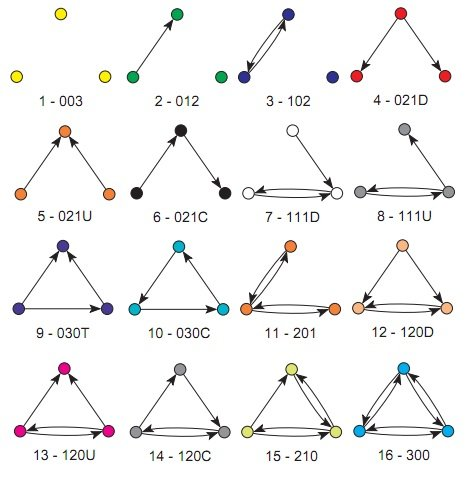 1 - 003
2 - 012
3 - 102
4 - 021D
5 - 021U
6 - 021C
7 - 111D
8 - 111U
9 - 030T
10 - 030C
11 - 201
12 - 120D
13 - 120U
14 - 120C
15 - 210
16 - 300